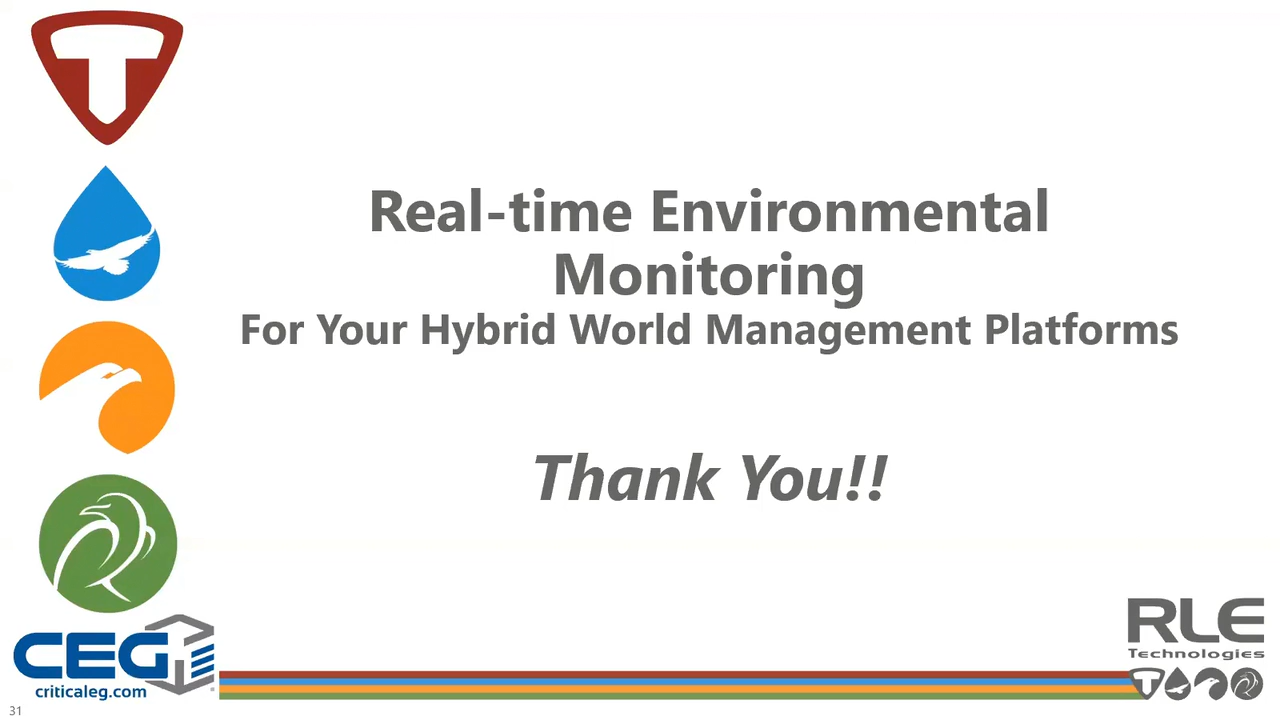 Real-time Environmental
Monitoring
For Your Hybrid World Management Platforms
Thank You!!
CEG
criticaleg.com
RLE
Technologies
31